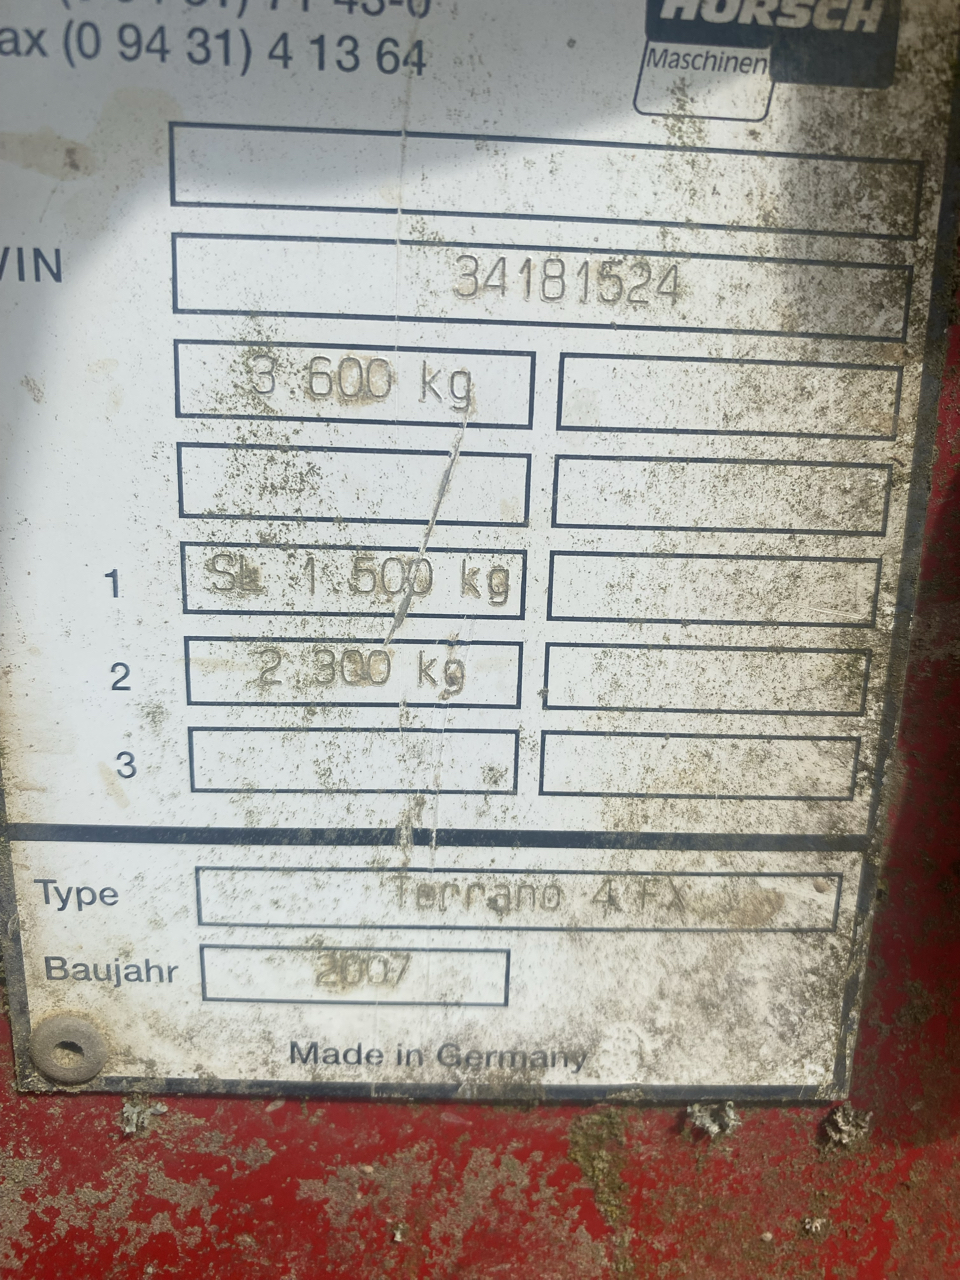 ax (0 94 31) 4 13 64
HORSCH
Maschinen
VIN 34181524
3.600 kg
1 SL 1.500 kg
2 2.300 kg
3
Type Terrano 4 FX
Baujahr 2007
Made in Germany